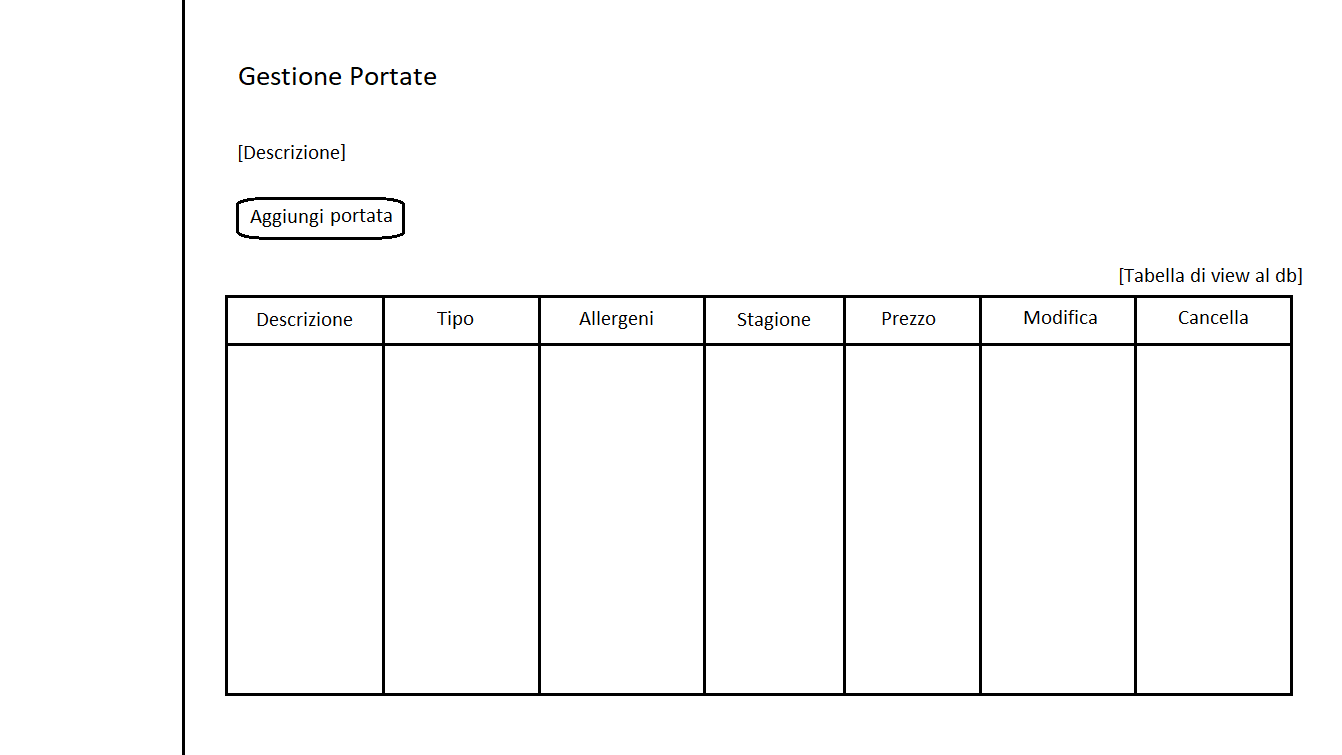 Gestione Portate
[Descrizione]
Aggiungi portata
[Tabella di view al db]
Descrizione Tipo Allergeni Stagione Prezzo Modifica Cancella